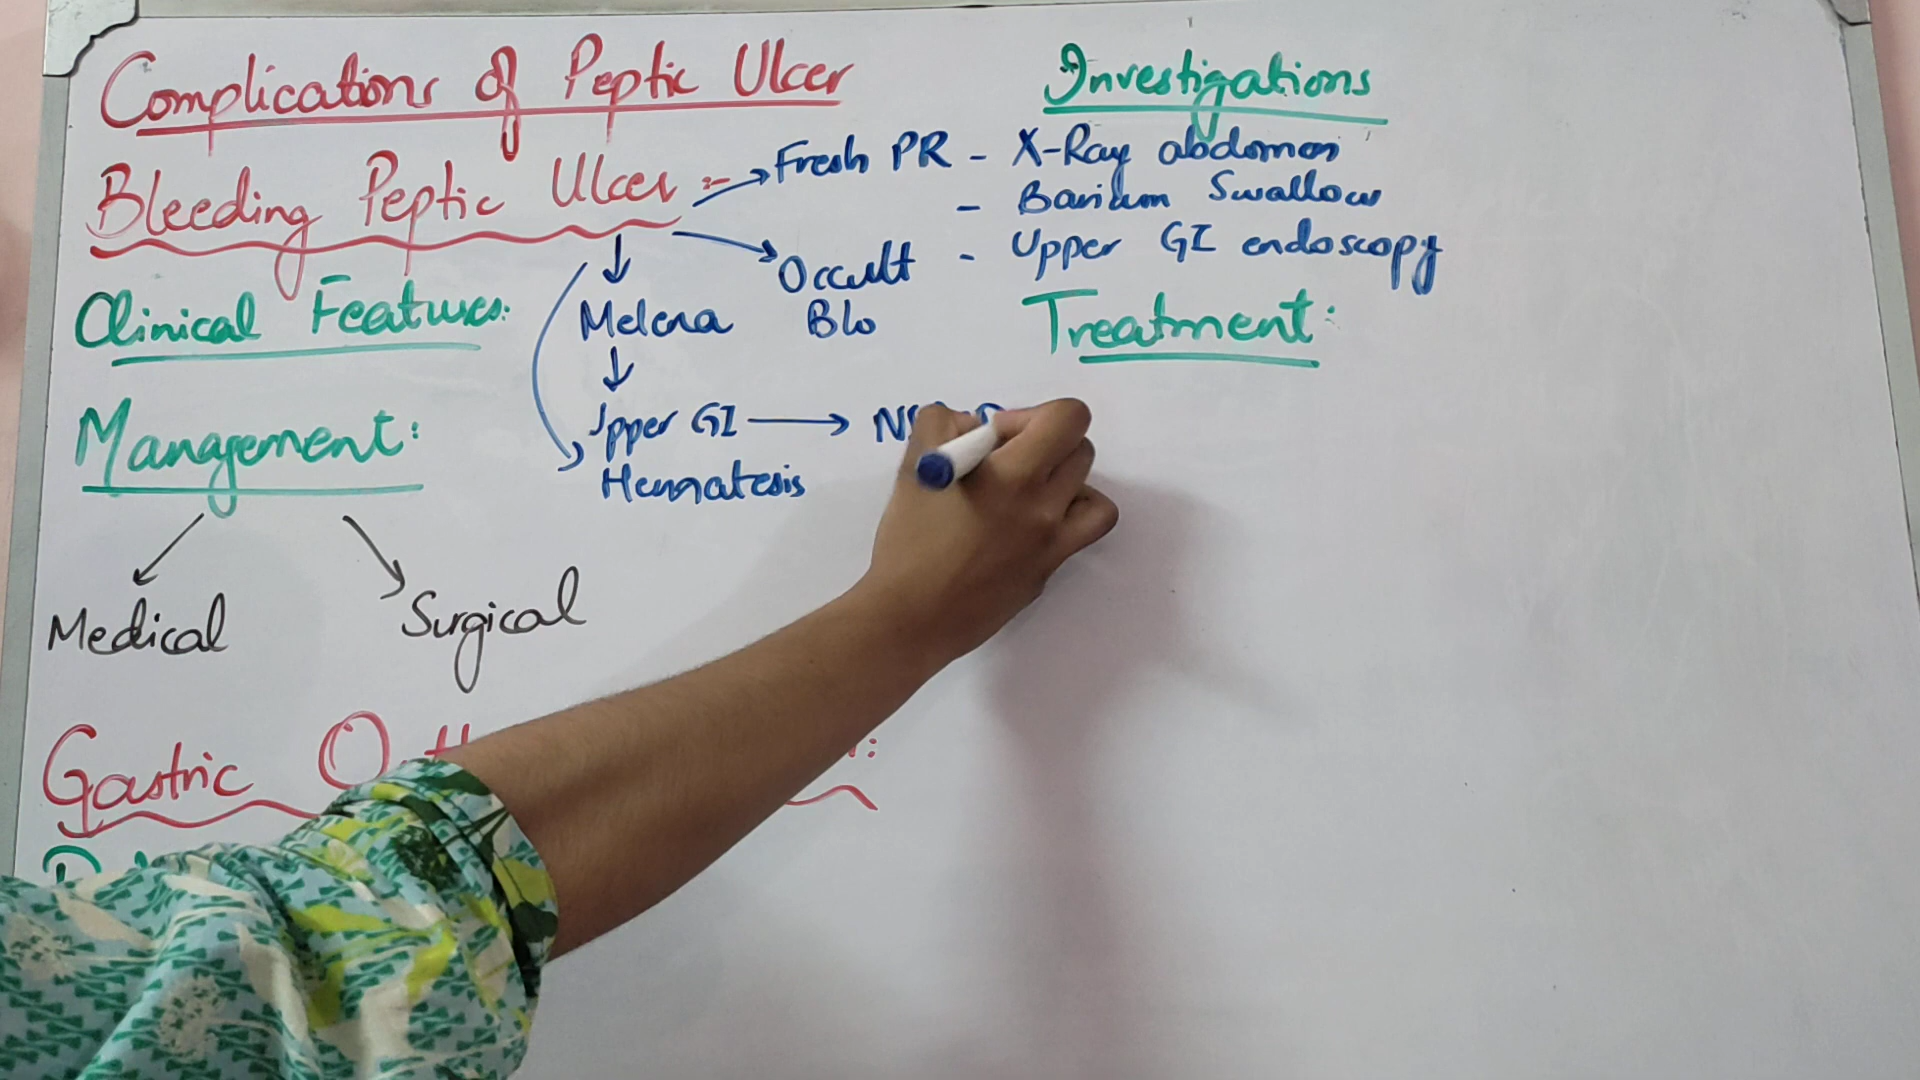 Complications of Peptic Ulcer
Bleeding Peptic Ulcer :-
Fresh PR
Occult
Blo
Melena
Upper GI
Hematesis
Clinical Features:
Management:
Medical
Surgical
Gastric
Investigations
- X-Ray abdomen
- Barium Swallow
- Upper GI endoscopy
Treatment: